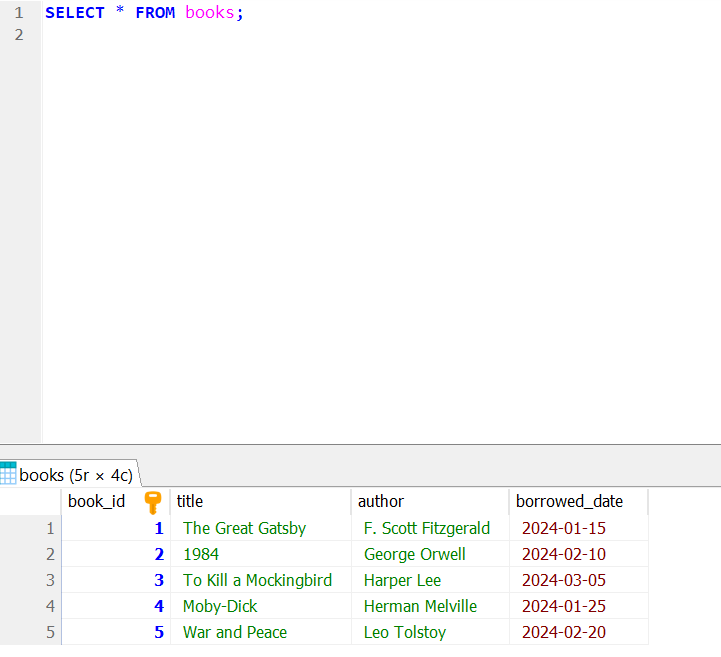 1 SELECT * FROM books;
2
books (5r × 4c)
book_id title author borrowed_date
1 1 The Great Gatsby F. Scott Fitzgerald 2024-01-15
2 2 1984 George Orwell 2024-02-10
3 3 To Kill a Mockingbird Harper Lee 2024-03-05
4 4 Moby-Dick Herman Melville 2024-01-25
5 5 War and Peace Leo Tolstoy 2024-02-20